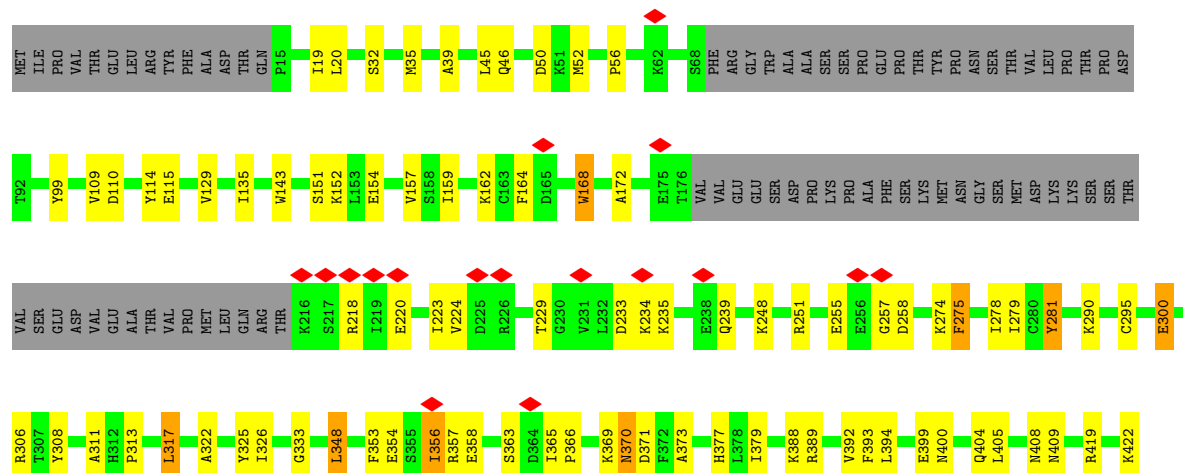 MET ILE PRO VAL THR GLU LEU ARG TYR PHE ALA ASP THR GLN P15 I19 L20 S32 M35 A39 L45 Q46 D50 K51 M52 P56 K62 S68 PHE ARG GLY TRP ALA ALA SER SER PRO GLU PRO THR TYR PRO ASN SER THR VAL LEU PRO THR PRO ASP
T92 Y99 V109 D110 Y114 E115 V129 I135 W143 S151 K152 L153 E154 V157 S158 I159 K162 C163 F164 D165 W168 A172 E175 T176 VAL VAL GLU GLU SER ASP PRO LYS PRO ALA PHE SER LYS MET ASN GLY SER MET ASP LYS LYS SER SER THR
VAL SER GLU ASP VAL GLU ALA THR VAL PRO MET LEU GLN ARG THR K216 S217 R218 I219 E220 I223 V224 D225 R226 T229 G230 V231 L232 D233 K234 K235 E238 Q239 K248 R251 E255 E256 G257 D258 K274 F275 I278 I279 C280 Y281 K290 C295 E300
R306 T307 Y308 A311 H312 P313 L317 A322 Y325 I326 G333 L348 F353 E354 S355 I356 R357 E358 S363 D364 I365 P366 K369 N370 D371 F372 A373 H377 L378 I379 K388 R389 V392 F393 L394 E399 N400 Q404 L405 N408 N409 R419 K422